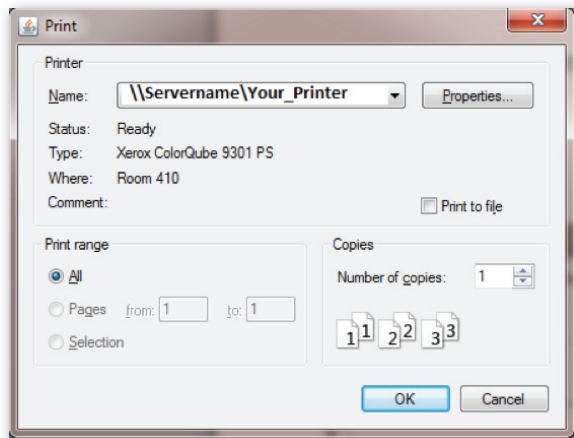 Print
Printer
Name: \\Servername\Your_Printer Properties...
Status: Ready
Type: Xerox ColorQube 9301 PS
Where: Room 410
Comment: Print to file
Print range Copies
All Number of copies: 1
Pages from: 1 to: 1
Selection 1 1 2 2 3 3
OK Cancel